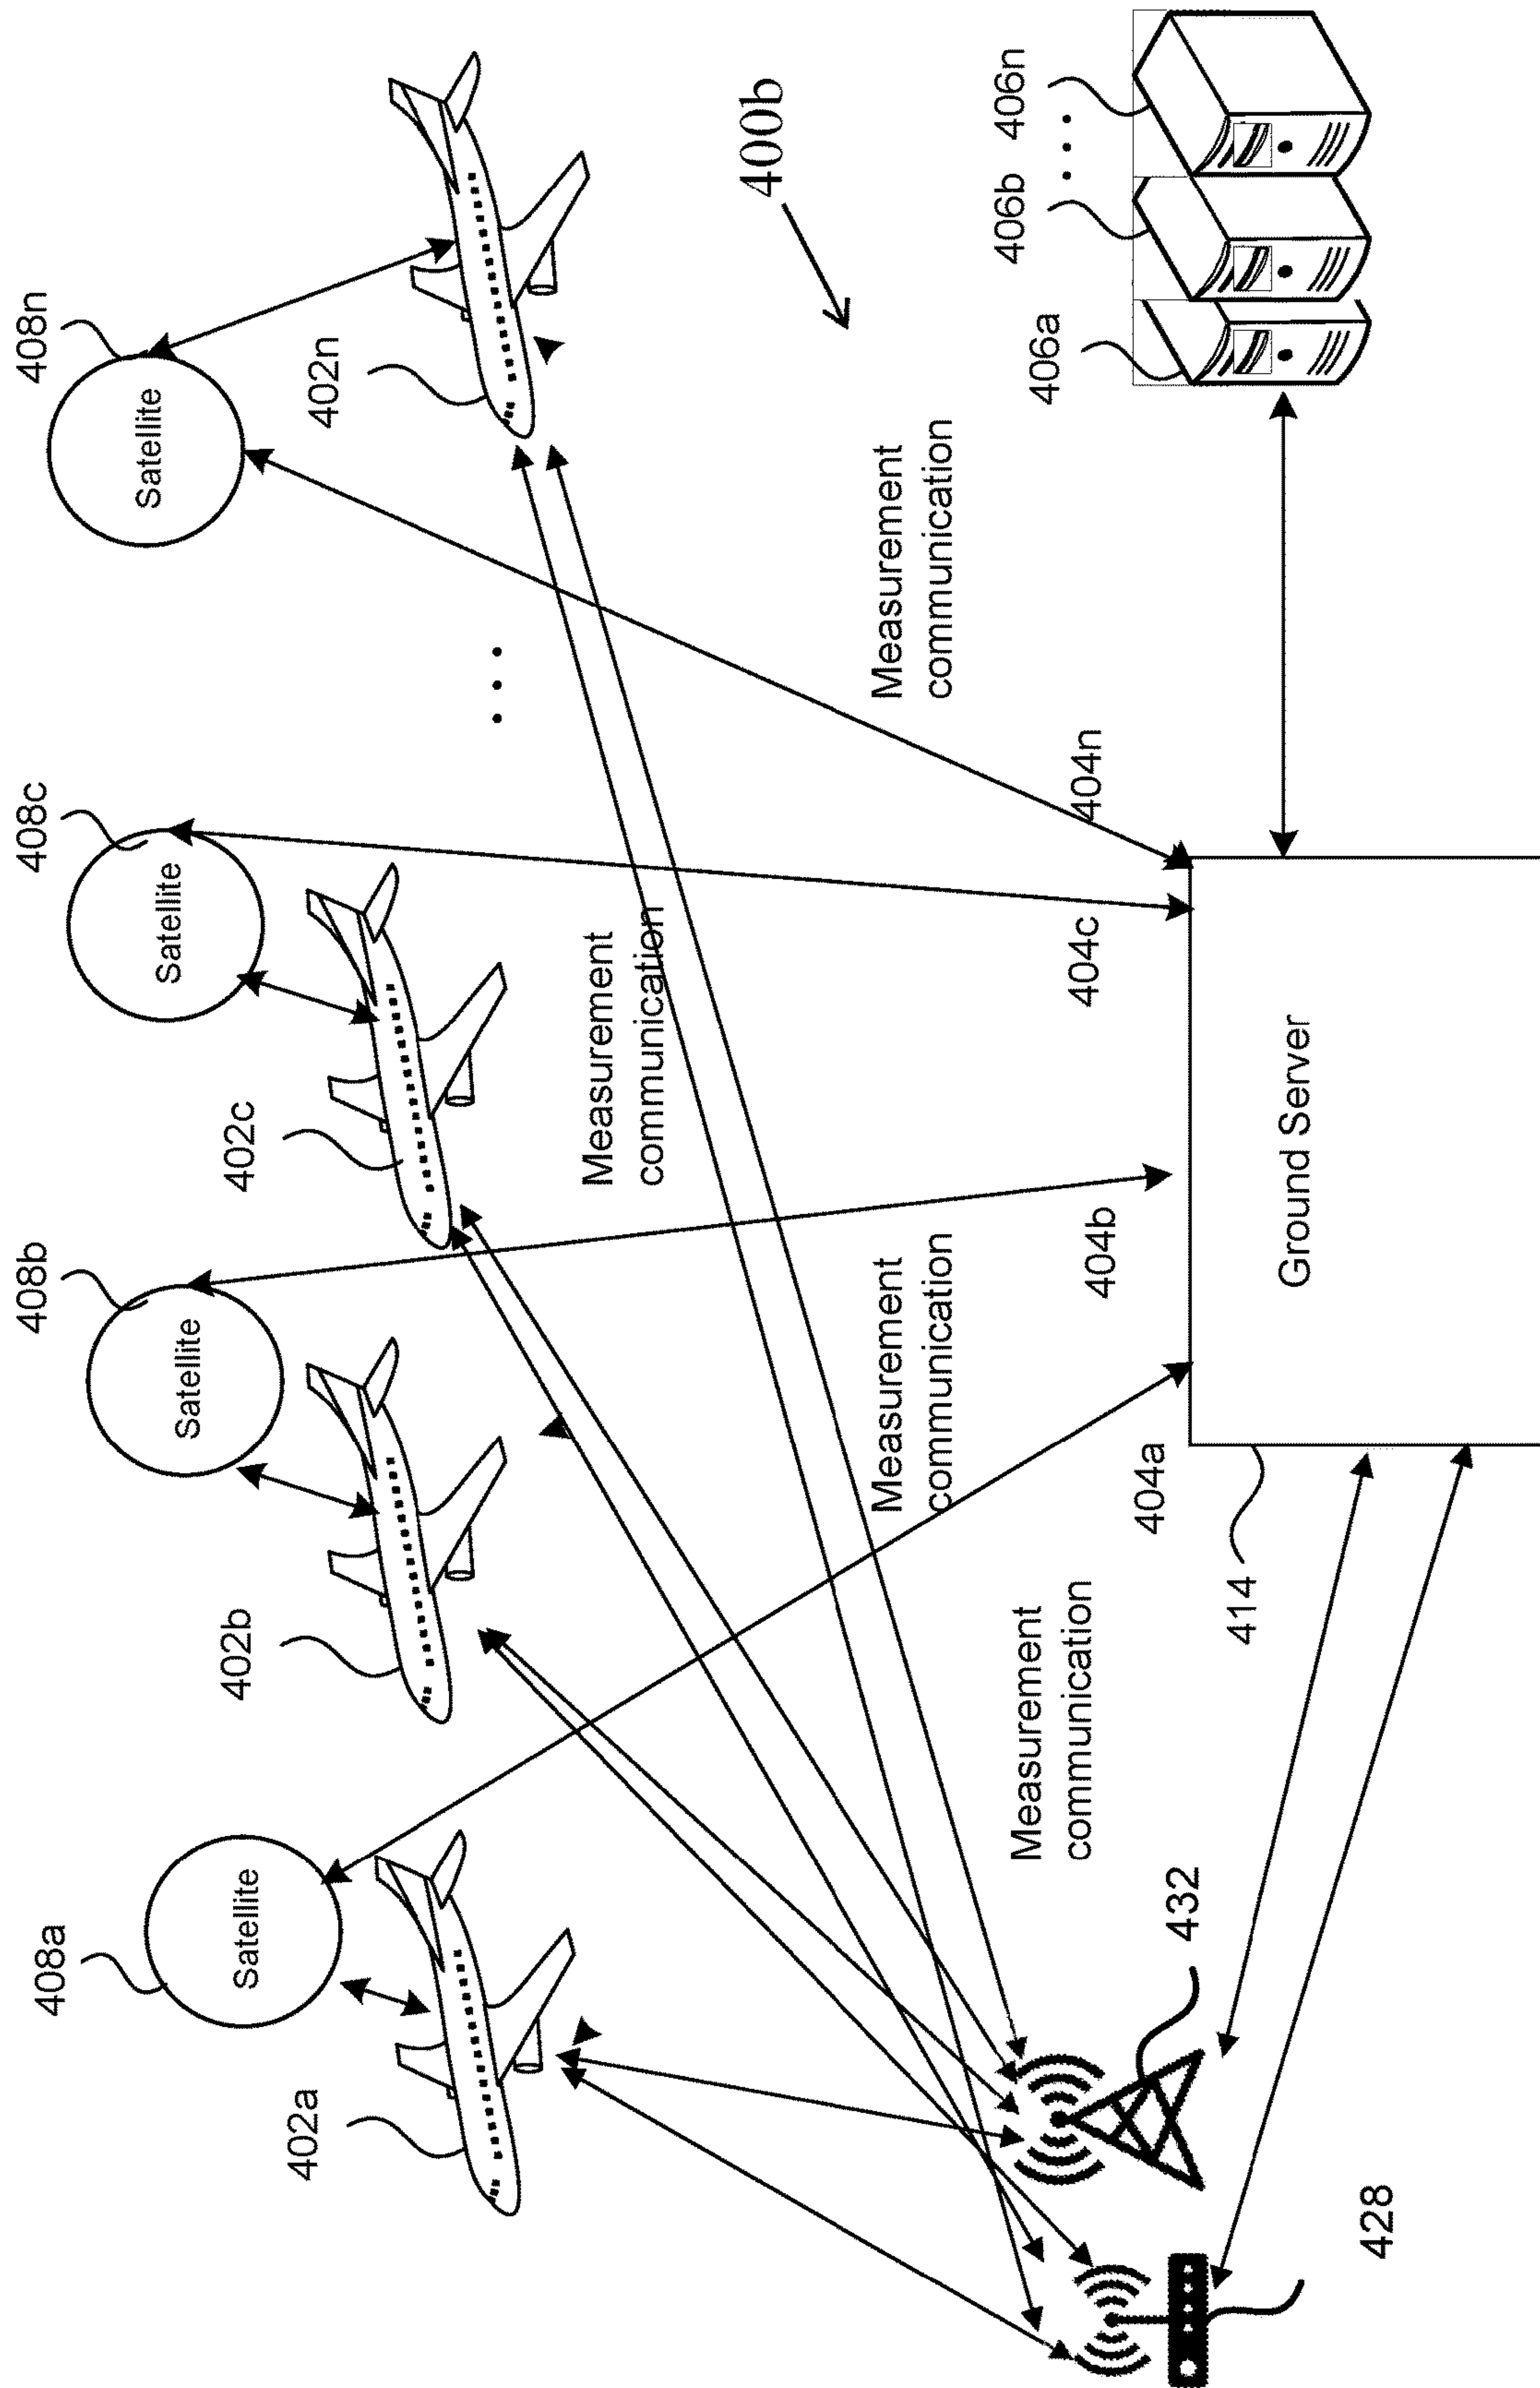 408a
408b
408c
408n
Satellite
Satellite
Satellite
Satellite
402a
402b
402c
402n
. . .
Measurement
communication
400b
Measurement
communication
Measurement
communication
Measurement
communication
404a
404b
404c
404n
406a
406b
406n
. . . .
432
428
414
Ground Server